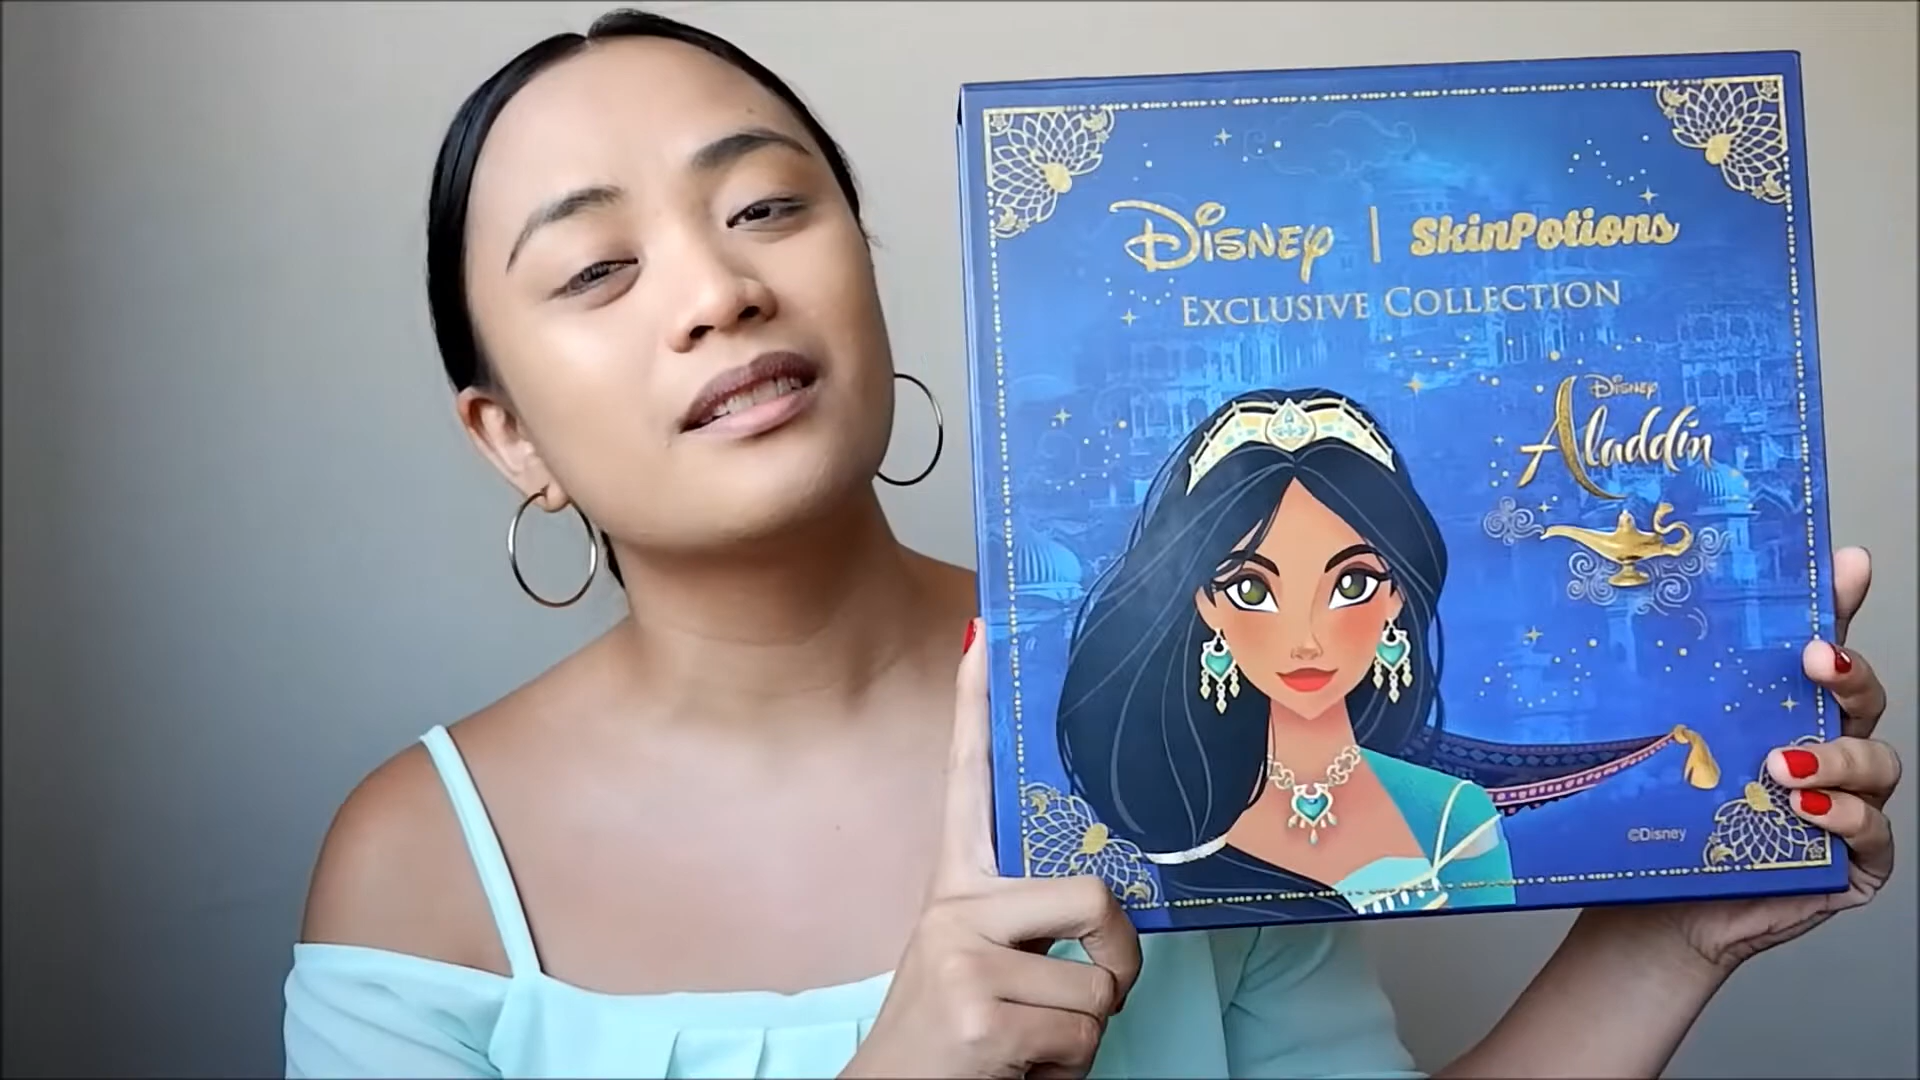 Disney | SkinPotions
EXCLUSIVE COLLECTION
Disney
Aladdin
©Disney